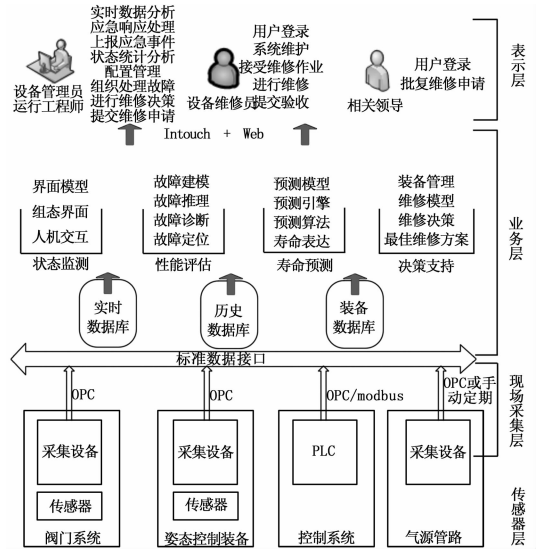 实时数据分析
应急响应处理
上报应急事件
状态统计分析
配置管理
组织处理故障
进行维修决策
提交维修申请
设备管理员
运行工程师
用户登录
系统维护
接受维修作业
进行维修
提交验收
设备维修员
用户登录
批复维修申请
相关领导
表示层
Intouch + Web
界面模型
组态界面
人机交互
状态监测
故障建模
故障推理
故障诊断
故障定位
性能评估
预测模型
预测引擎
预测算法
寿命表达
寿命预测
装备管理
维修模型
维修决策
最佳维修方案
决策支持
业务层
实时
数据库
历史
数据库
装备
数据库
标准数据接口
OPC
OPC
OPC/modbus
OPC或手
动定期
现场采集层
采集设备
传感器
阀门系统
采集设备
传感器
姿态控制装备
PLC
控制系统
采集设备
气源管路
传感器层